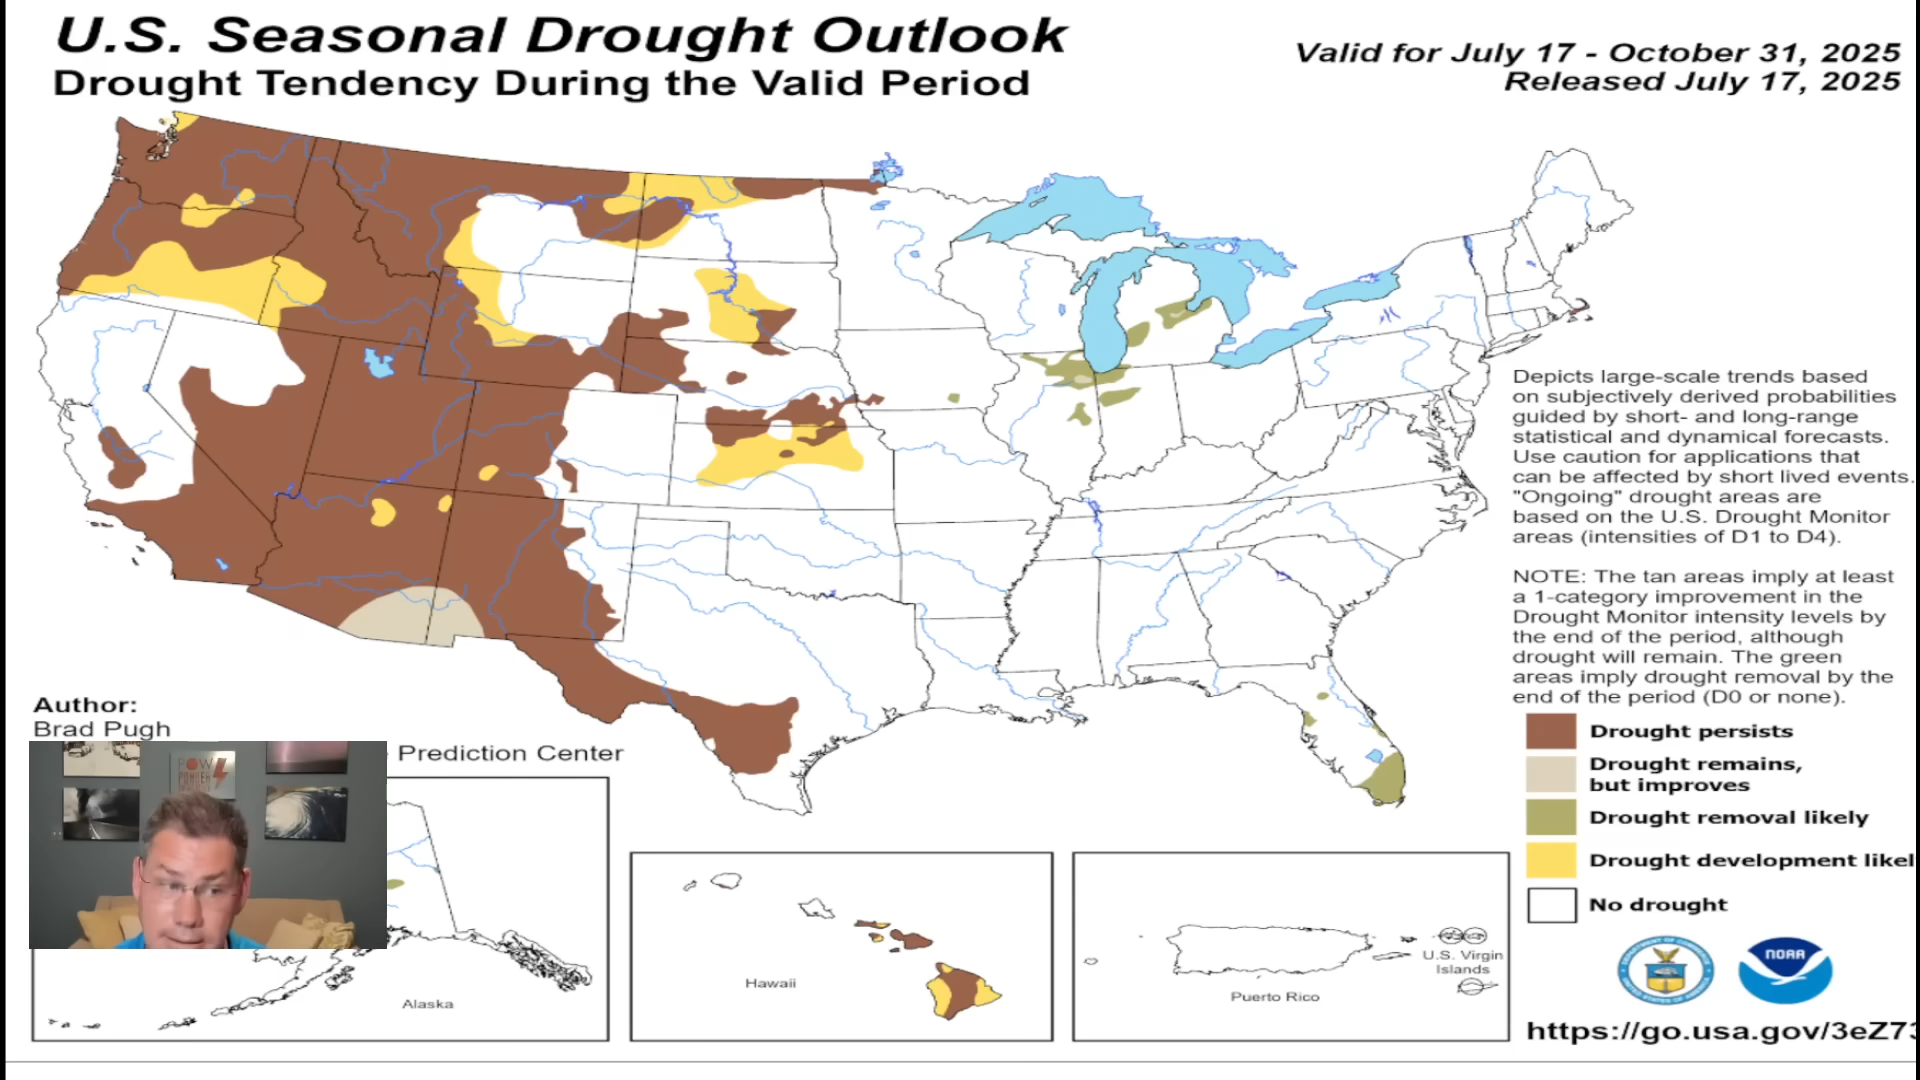 U.S. Seasonal Drought Outlook
Drought Tendency During the Valid Period
Valid for July 17 - October 31, 2025
Released July 17, 2025
Depicts large-scale trends based
on subjectively derived probabilities
guided by short- and long-range
statistical and dynamical forecasts.
Use caution for applications that
can be affected by short lived events.
"Ongoing" drought areas are
based on the U.S. Drought Monitor
areas (intensities of D1 to D4).
NOTE: The tan areas imply at least
a 1-category improvement in the
Drought Monitor intensity levels by
the end of the period, although
drought will remain. The green
areas imply drought removal by the
end of the period (D0 or none).
Author:
Brad Pugh
Prediction Center
Drought persists
Drought remains,
but improves
Drought removal likely
Drought development likel
No drought
Alaska
Hawaii
Puerto Rico
U.S. Virgin
Islands
NOAA
https://go.usa.gov/3eZ73